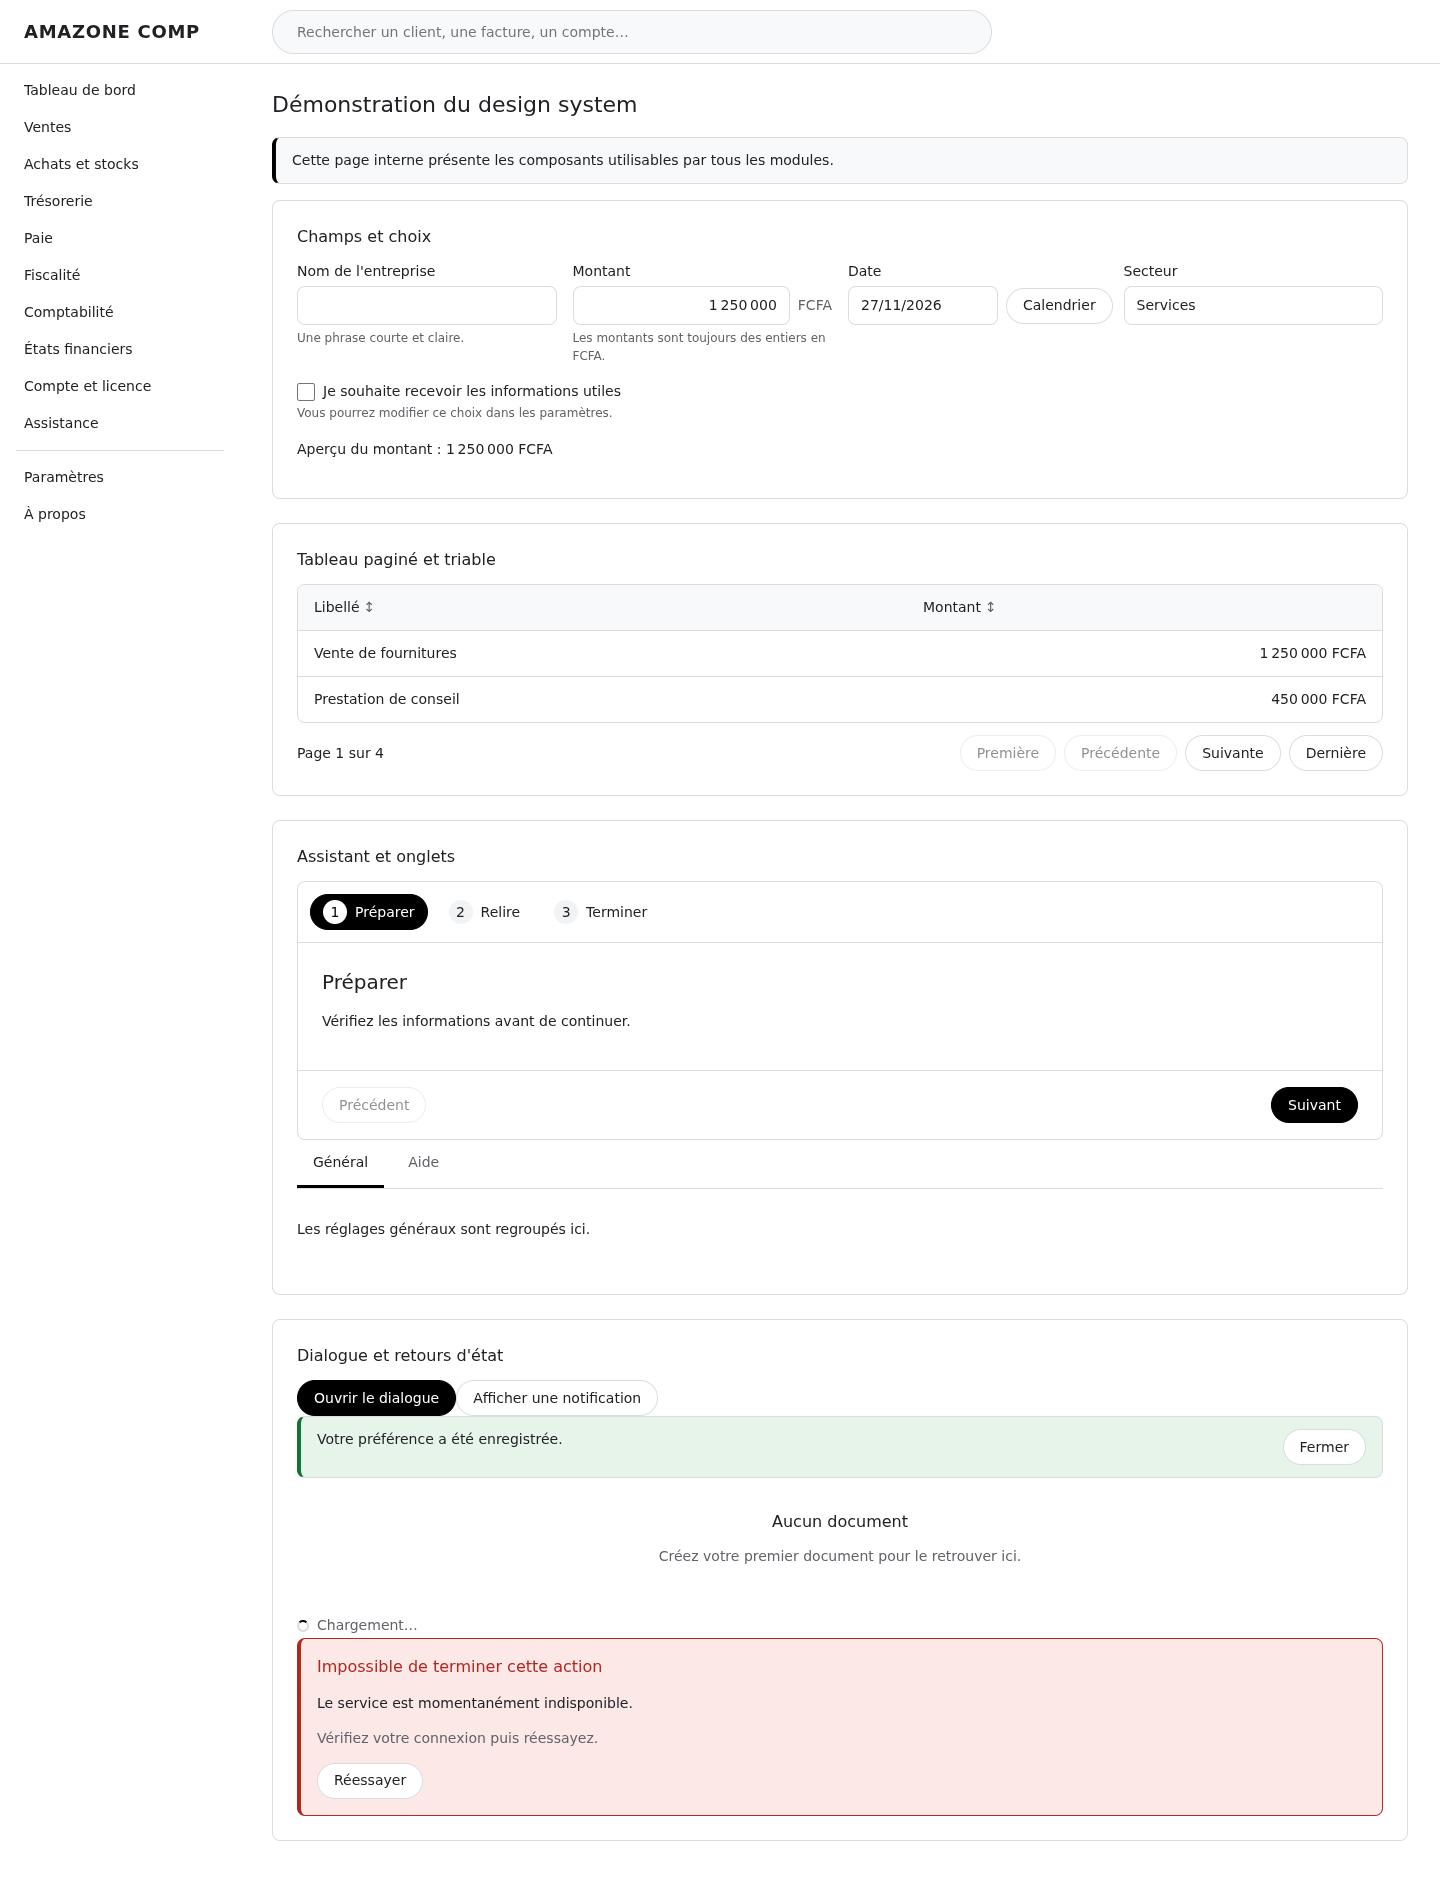 AMAZONE COMP
Rechercher un client, une facture, un compte…
Tableau de bord
Ventes
Achats et stocks
Trésorerie
Paie
Fiscalité
Comptabilité
États financiers
Compte et licence
Assistance
Paramètres
À propos
Démonstration du design system
Cette page interne présente les composants utilisables par tous les modules.
Champs et choix
Nom de l'entreprise
Une phrase courte et claire.
Montant
1 250 000 FCFA
Les montants sont toujours des entiers en
FCFA.
Date
27/11/2026 Calendrier
Secteur
Services
Je souhaite recevoir les informations utiles
Vous pourrez modifier ce choix dans les paramètres.
Aperçu du montant : 1 250 000 FCFA
Tableau paginé et triable
Libellé ↕ Montant ↕
Vente de fournitures 1 250 000 FCFA
Prestation de conseil 450 000 FCFA
Page 1 sur 4 Première Précédente Suivante Dernière
Assistant et onglets
1 Préparer 2 Relire 3 Terminer
Préparer
Vérifiez les informations avant de continuer.
Précédent Suivant
Général Aide
Les réglages généraux sont regroupés ici.
Dialogue et retours d'état
Ouvrir le dialogue Afficher une notification
Votre préférence a été enregistrée. Fermer
Aucun document
Créez votre premier document pour le retrouver ici.
Chargement…
Impossible de terminer cette action
Le service est momentanément indisponible.
Vérifiez votre connexion puis réessayez.
Réessayer